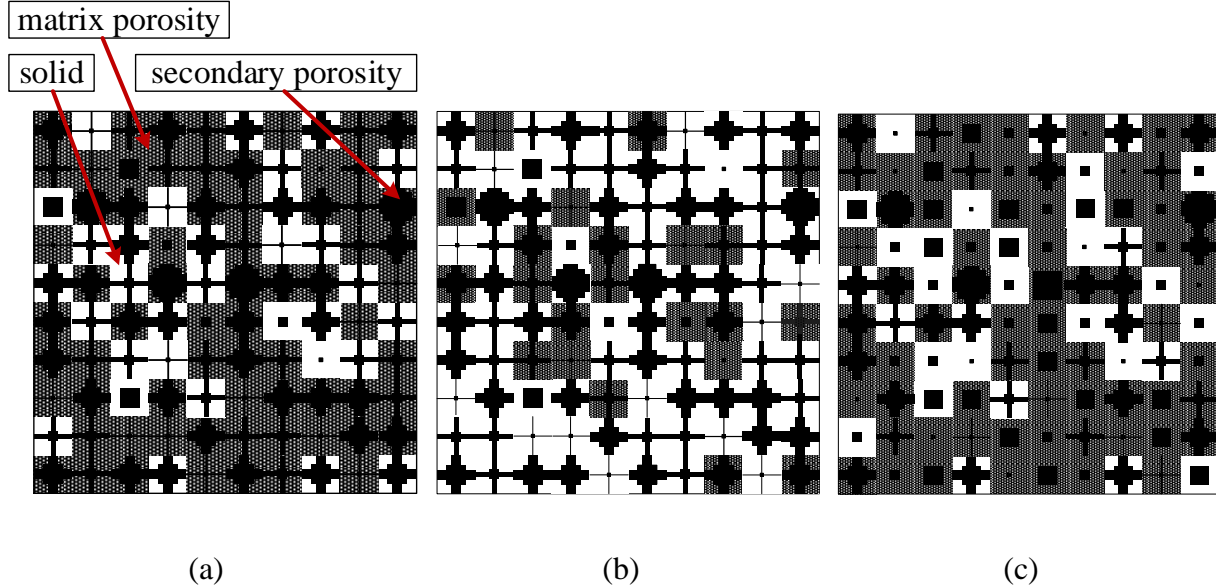 matrix porosity
solid
secondary porosity
(a)
(b)
(c)